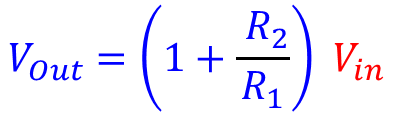 V_Out = (1 + R_2/R_1) V_in